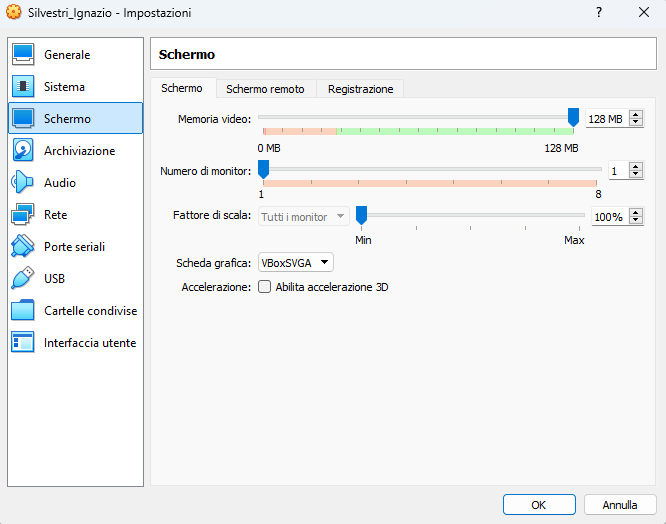 Silvestri_Ignazio - Impostazioni
?
Generale
Sistema
Schermo
Archiviazione
Audio
Rete
Porte seriali
USB
Cartelle condivise
Interfaccia utente
Schermo
Schermo Schermo remoto Registrazione
Memoria video: 128 MB
0 MB 128 MB
Numero di monitor: 1
1 8
Fattore di scala: Tutti i monitor 100%
Min Max
Scheda grafica: VBoxSVGA
Accelerazione: Abilita accelerazione 3D
OK Annulla